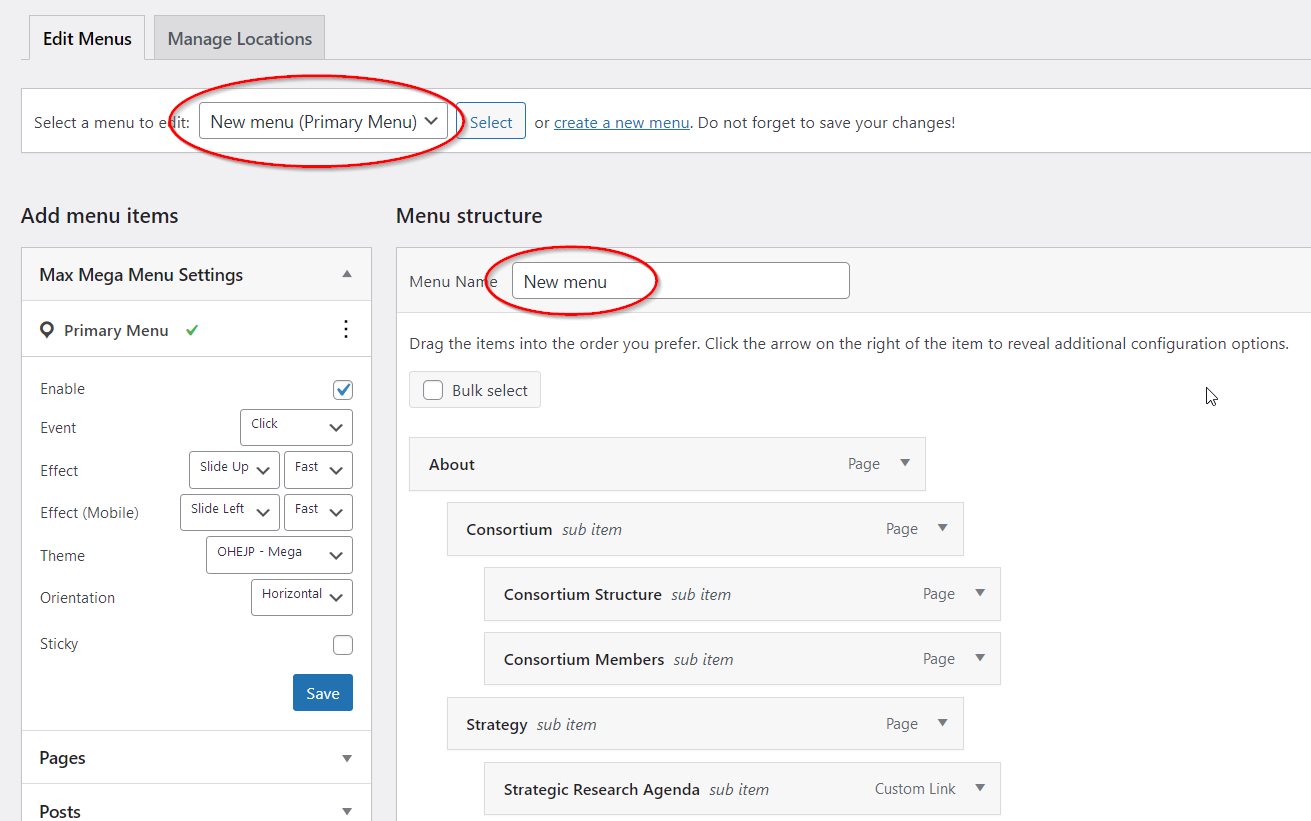 Edit Menus Manage Locations
Select a menu to edit: New menu (Primary Menu) Select or create a new menu. Do not forget to save your changes!
Add menu items
Max Mega Menu Settings
Primary Menu
Enable
Event Click
Effect Slide Up Fast
Effect (Mobile) Slide Left Fast
Theme OHEJP - Mega
Orientation Horizontal
Sticky
Save
Pages
Posts
Menu structure
Menu Name New menu
Drag the items into the order you prefer. Click the arrow on the right of the item to reveal additional configuration options.
Bulk select
About Page
Consortium sub item Page
Consortium Structure sub item Page
Consortium Members sub item Page
Strategy sub item Page
Strategic Research Agenda sub item Custom Link